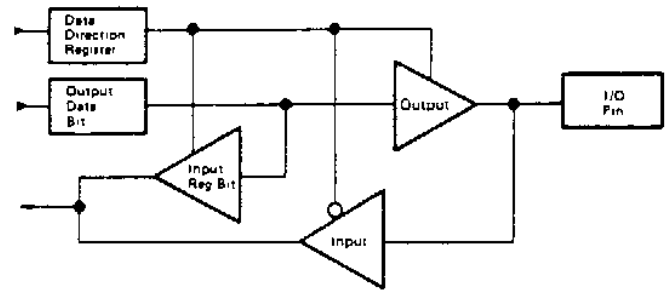 Data
Direction
Register
Output
Data
Bit
Output
I/O
Pin
Input
Reg Bit
Input